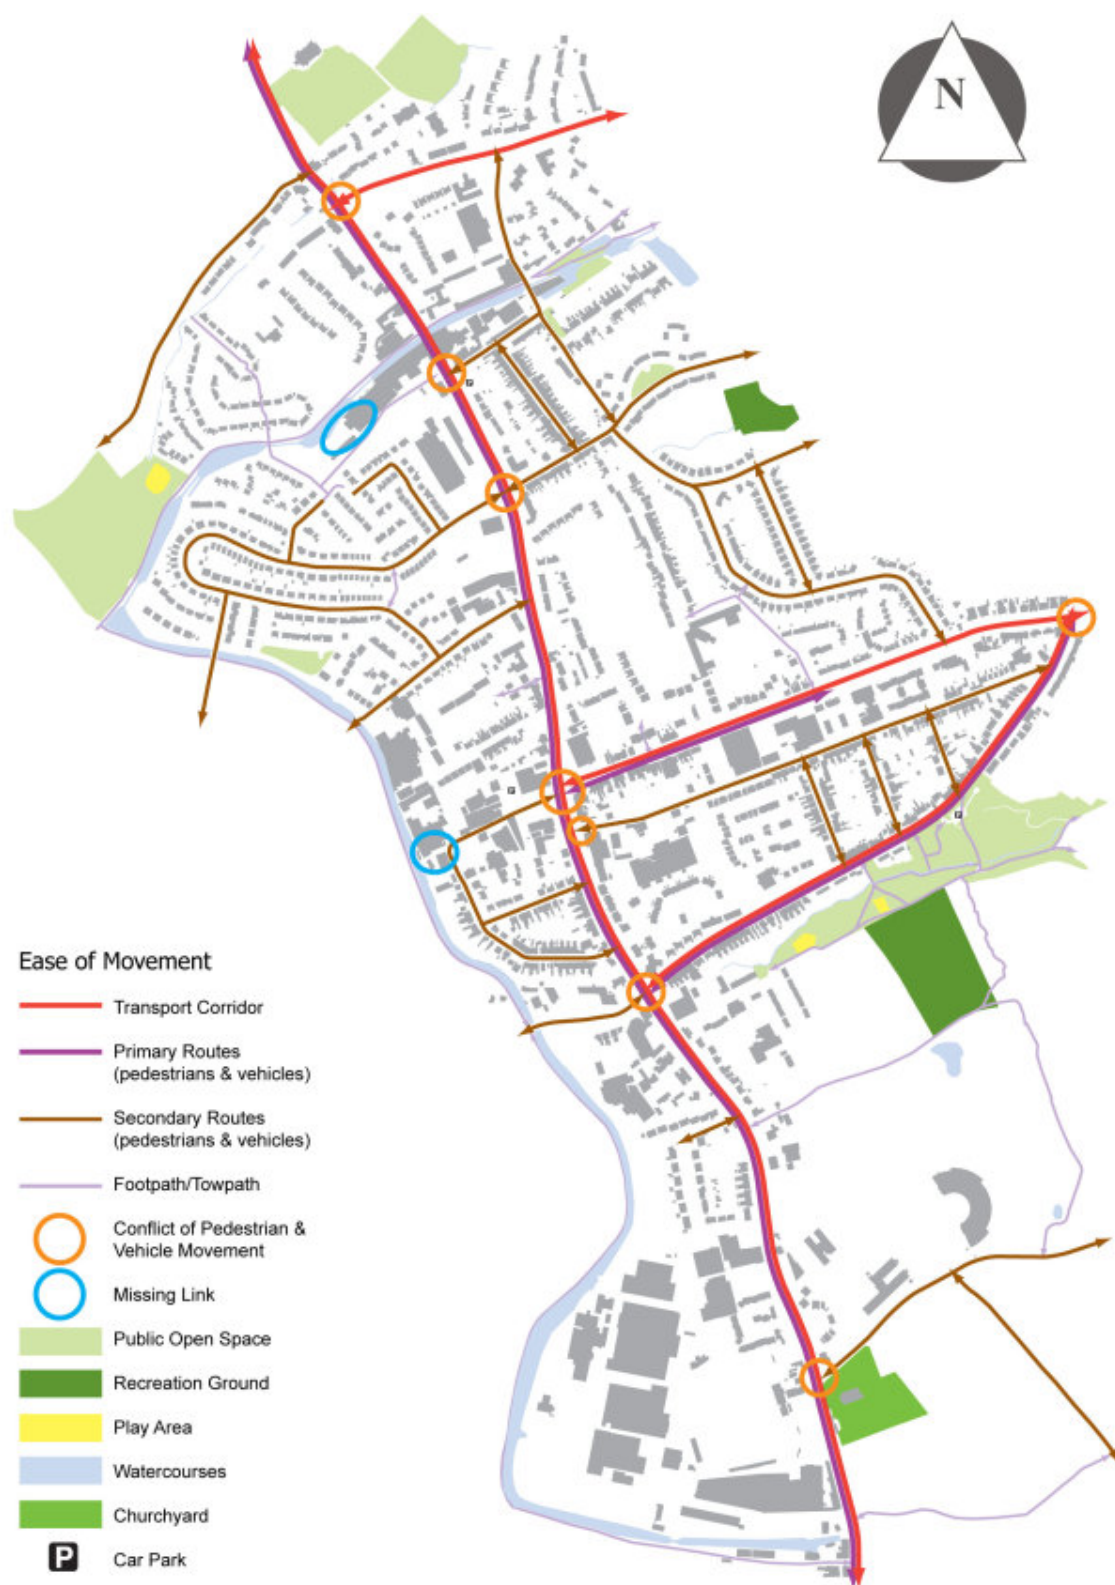 N
Ease of Movement
Transport Corridor
Primary Routes
(pedestrians & vehicles)
Secondary Routes
(pedestrians & vehicles)
Footpath/Towpath
Conflict of Pedestrian &
Vehicle Movement
Missing Link
Public Open Space
Recreation Ground
Play Area
Watercourses
Churchyard
P
Car Park
P
P
P